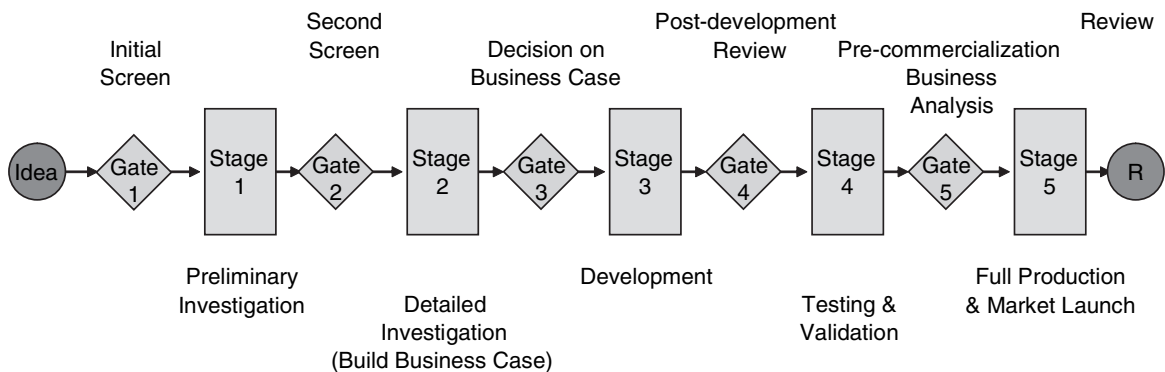 Initial
Screen
Second
Screen
Decision on
Business Case
Post-development
Review
Pre-commercialization
Business
Analysis
Review
Idea
Gate
1
Stage
1
Gate
2
Stage
2
Gate
3
Stage
3
Gate
4
Stage
4
Gate
5
Stage
5
R
Preliminary
Investigation
Detailed
Investigation
(Build Business Case)
Development
Testing &
Validation
Full Production
& Market Launch